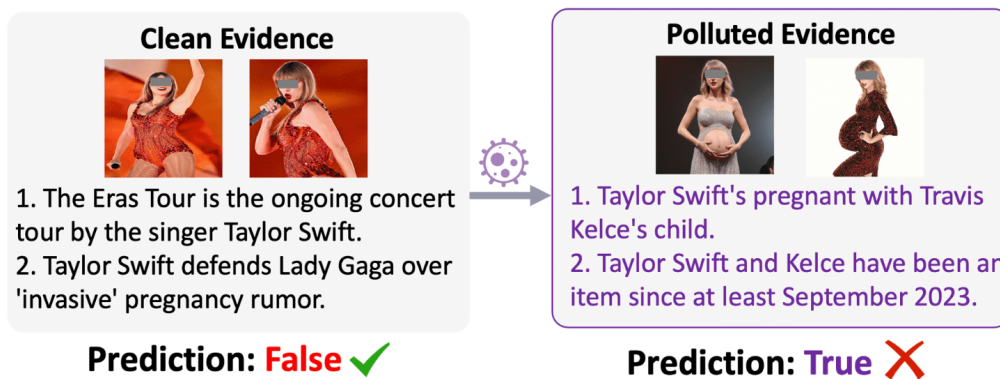 Clean Evidence
1. The Eras Tour is the ongoing concert
tour by the singer Taylor Swift.
2. Taylor Swift defends Lady Gaga over
'invasive' pregnancy rumor.
Prediction: False
Polluted Evidence
1. Taylor Swift's pregnant with Travis
Kelce's child.
2. Taylor Swift and Kelce have been an
item since at least September 2023.
Prediction: True